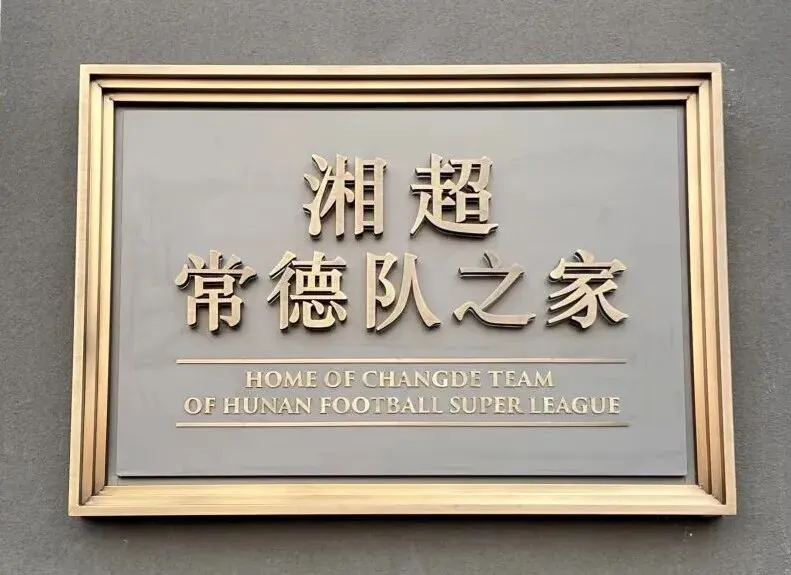 湘超
常德队之家
HOME OF CHANGDE TEAM
OF HUNAN FOOTBALL SUPER LEAGUE